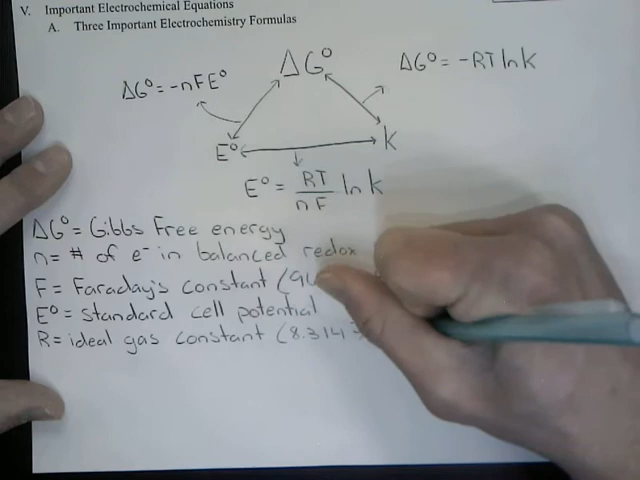 V. Important Electrochemical Equations
A. Three Important Electrochemistry Formulas
ΔG° = -nFE°
ΔG°
ΔG° = -RT ln k
E°
k
E° = RT/nF ln k
ΔG° = Gibbs Free energy
n = # of e⁻ in balanced redox
F = Faraday's constant (9
E° = standard cell potential
R = ideal gas constant (8.314